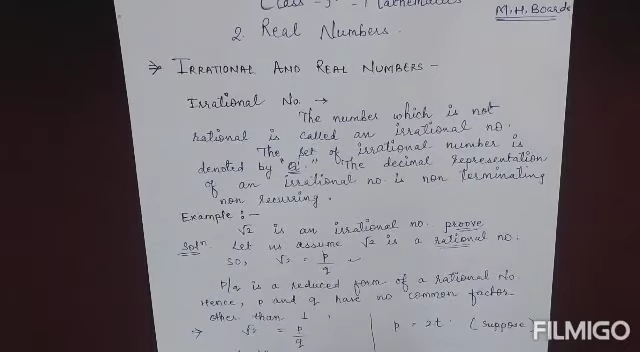 Class - 9th - Mathematics
M.H. Board
2. Real Numbers.
⇒ IRRATIONAL AND REAL NUMBERS -
Irrational No. →
The number which is not
rational is called an irrational no.
The set of irrational number is
denoted by "Q'." The decimal representation
of an irrational no. is non terminating
non recurring.
Example :-
√2 is an irrational no. proove
Solⁿ. Let us assume √2 is a rational no.
so, √2 = p/q
p/q is a reduced form of a rational No.
Hence, p and q have no common factor
other than 1.
→ √2 = p/q
p = 2t. (suppose)
FILMIGO